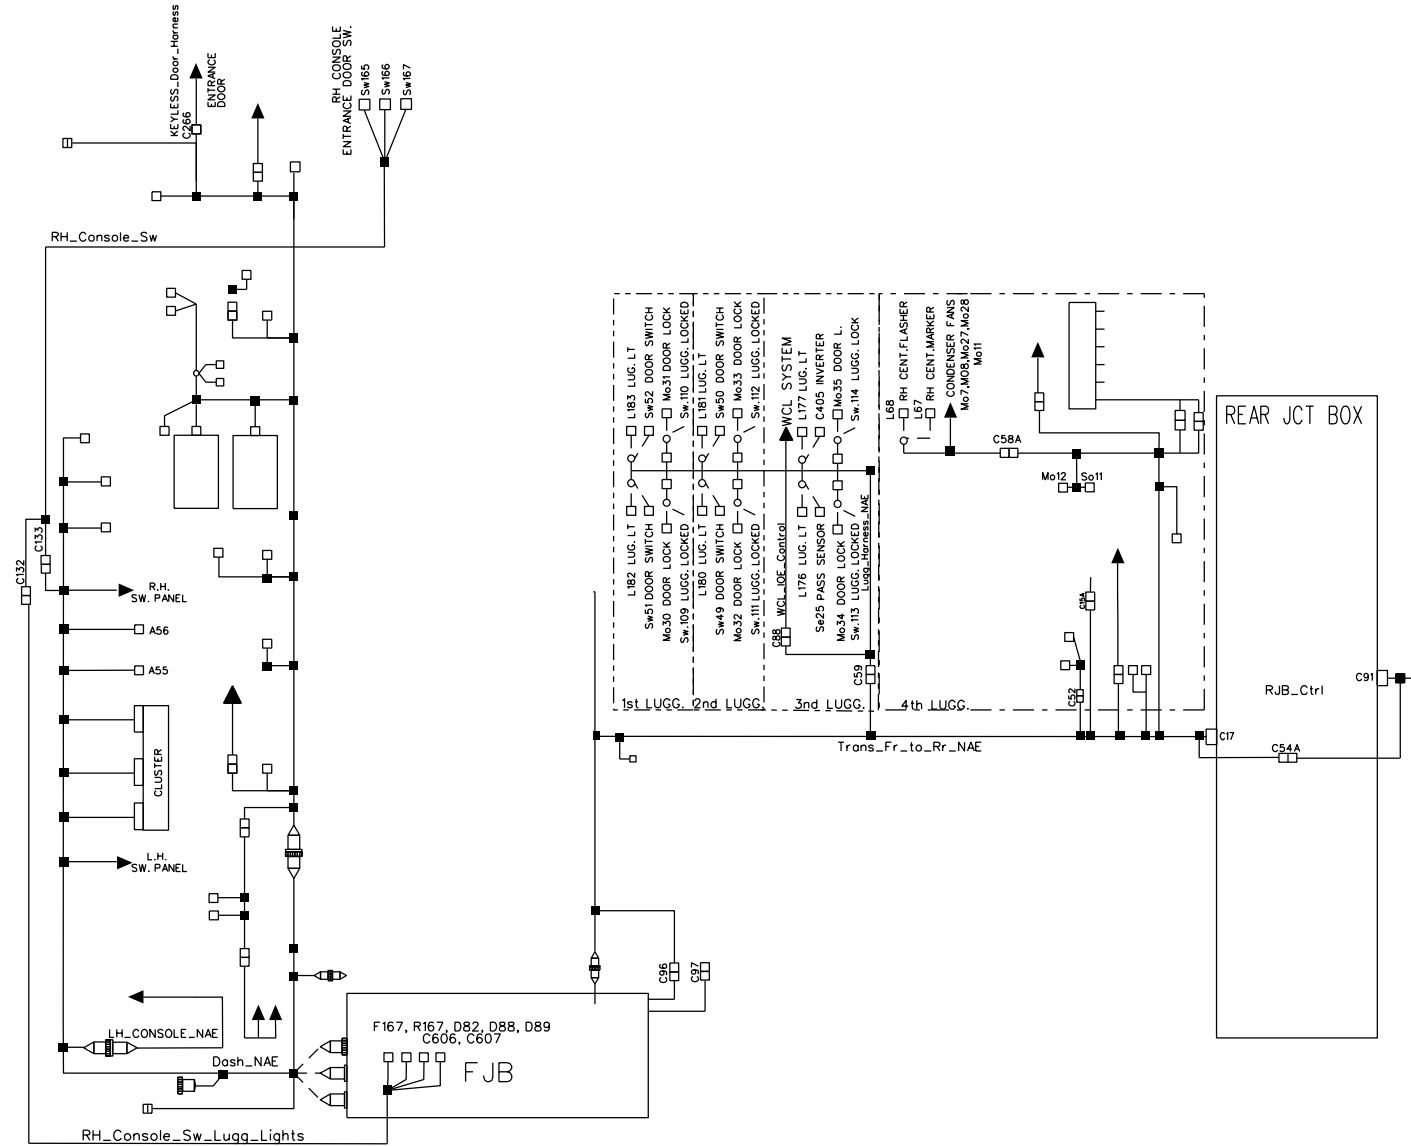 KEYLESS_Door_Harness
C266
ENTRANCE
DOOR
RH CONSOLE
ENTRANCE DOOR SW.
Sw165
Sw166
Sw167
RH_Console_Sw
C133
C132
R.H.
SW. PANEL
A56
A55
CLUSTER
L.H.
SW. PANEL
LH_CONSOLE_NAE
Dash_NAE
RH_Console_Sw_Lugg_Lights
F167, R167, D82, D88, D89
C606, C607
FJB
C96
C97
L183 LUG. LT
Sw52 DOOR SWITCH
Mo31 DOOR LOCK
Sw.110 LUGG. LOCKED
L181 LUG. LT
Sw50 DOOR SWITCH
Mo33 DOOR LOCK
Sw.112 LUGG. LOCKED
WCL SYSTEM
L177 LUG. LT
C405 INVERTER
Mo35 DOOR L.
Sw.114 LUGG. LOCK
L182 LUG. LT
Sw51 DOOR SWITCH
Mo30 DOOR LOCK
Sw.109 LUGG. LOCKED
L180 LUG. LT
Sw49 DOOR SWITCH
Mo32 DOOR LOCK
Sw.111 LUGG. LOCKED
WCL_IOE_Control
C88
L176 LUG. LT
Se25 PASS SENSOR
Mo34 DOOR LOCK
Sw.113 LUGG. LOCKED
Lugg_Harness_NAE
C59
1st LUGG.
2nd LUGG.
3nd LUGG.
4th LUGG.
L68
RH CENT.FLASHER
L67
RH CENT.MARKER
CONDENSER FANS
Mo7,M08,Mo27,Mo28
Mo11
C58A
Mo12
So11
C15A
C52
Trans_Fr_to_Rr_NAE
REAR JCT BOX
RJB_Ctrl
C91
C17
C54A